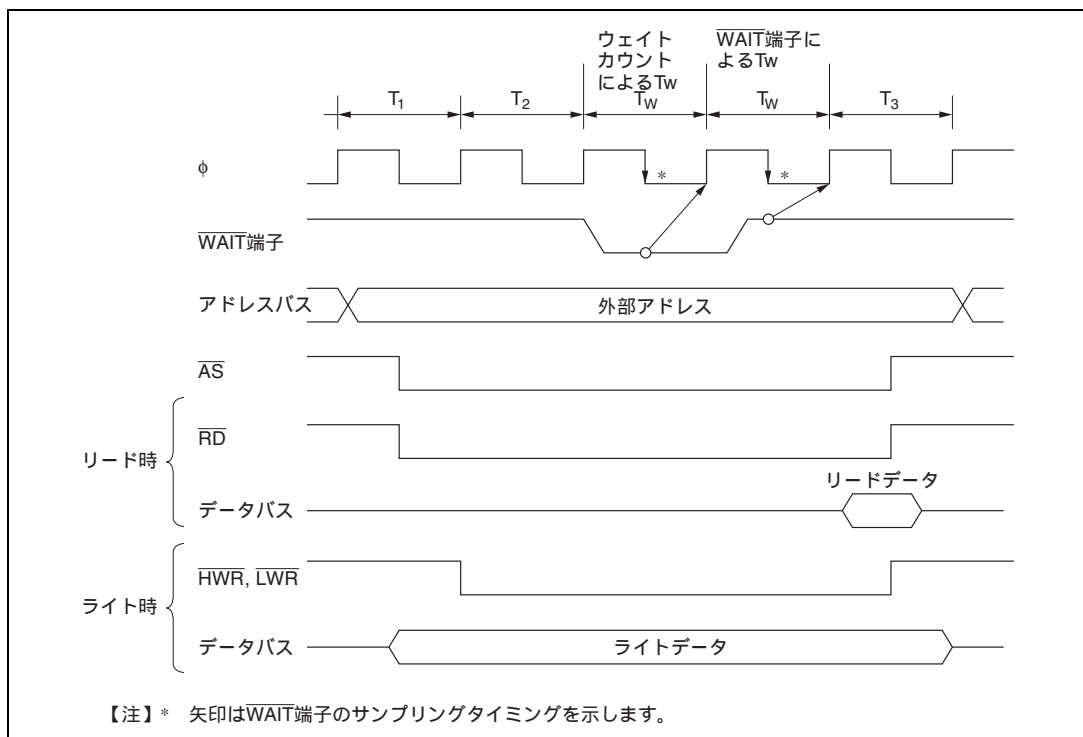 ウェイト
カウント
によるTw
WAIT端子に
よるTw
T1 T2 TW TW T3
φ
* *
WAIT端子
アドレスバス 外部アドレス
AS
リード時
RD
リードデータ
データバス
ライト時
HWR, LWR
データバス ライトデータ
【注】* 矢印はWAIT端子のサンプリングタイミングを示します。